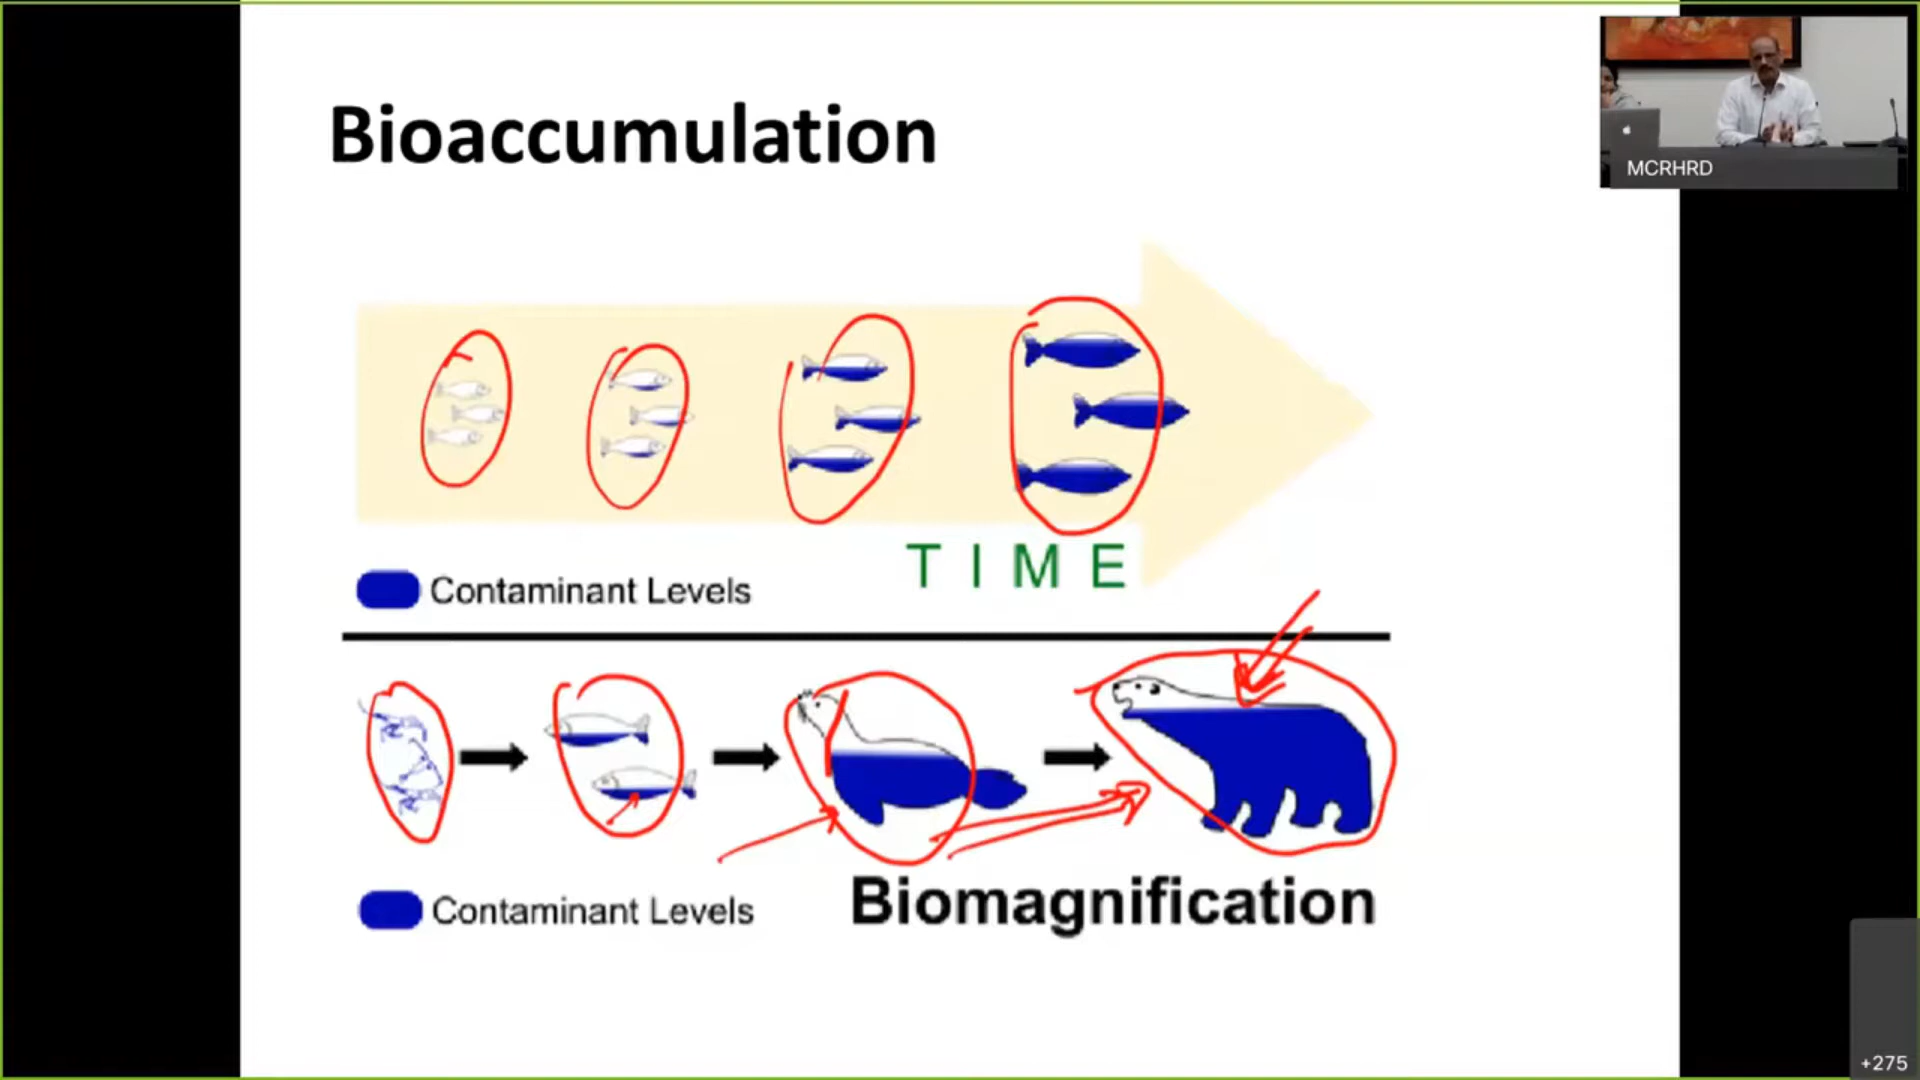 Bioaccumulation
MCRHRD
TIME
Contaminant Levels
Contaminant Levels
Biomagnification
+275